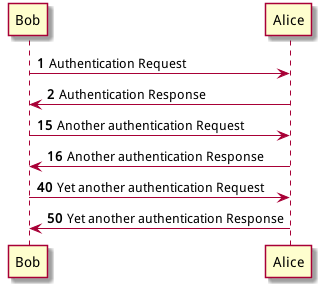 Bob Alice
1 Authentication Request
2 Authentication Response
15 Another authentication Request
16 Another authentication Response
40 Yet another authentication Request
50 Yet another authentication Response
Bob Alice